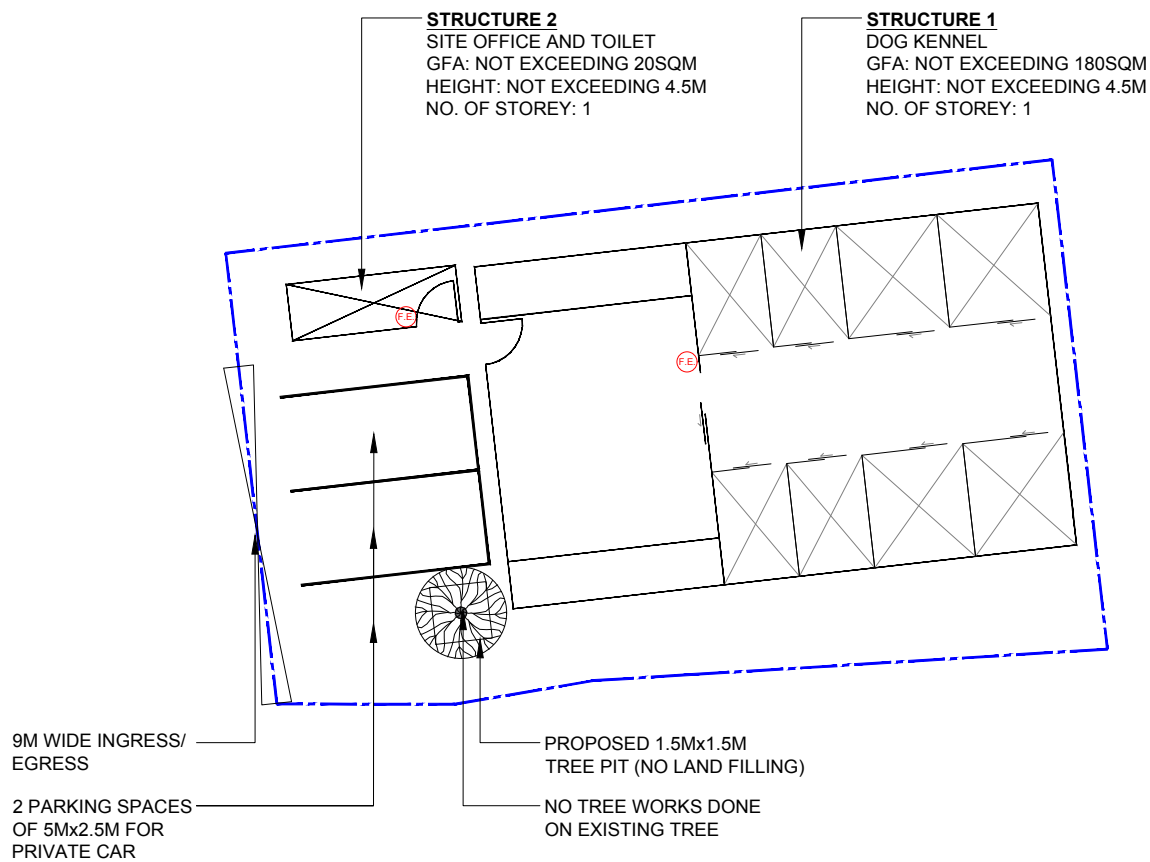 STRUCTURE 2
SITE OFFICE AND TOILET
GFA: NOT EXCEEDING 20SQM
HEIGHT: NOT EXCEEDING 4.5M
NO. OF STOREY: 1
STRUCTURE 1
DOG KENNEL
GFA: NOT EXCEEDING 180SQM
HEIGHT: NOT EXCEEDING 4.5M
NO. OF STOREY: 1
F.E.
F.E.
9M WIDE INGRESS/
EGRESS
2 PARKING SPACES
OF 5Mx2.5M FOR
PRIVATE CAR
PROPOSED 1.5Mx1.5M
TREE PIT (NO LAND FILLING)
NO TREE WORKS DONE
ON EXISTING TREE